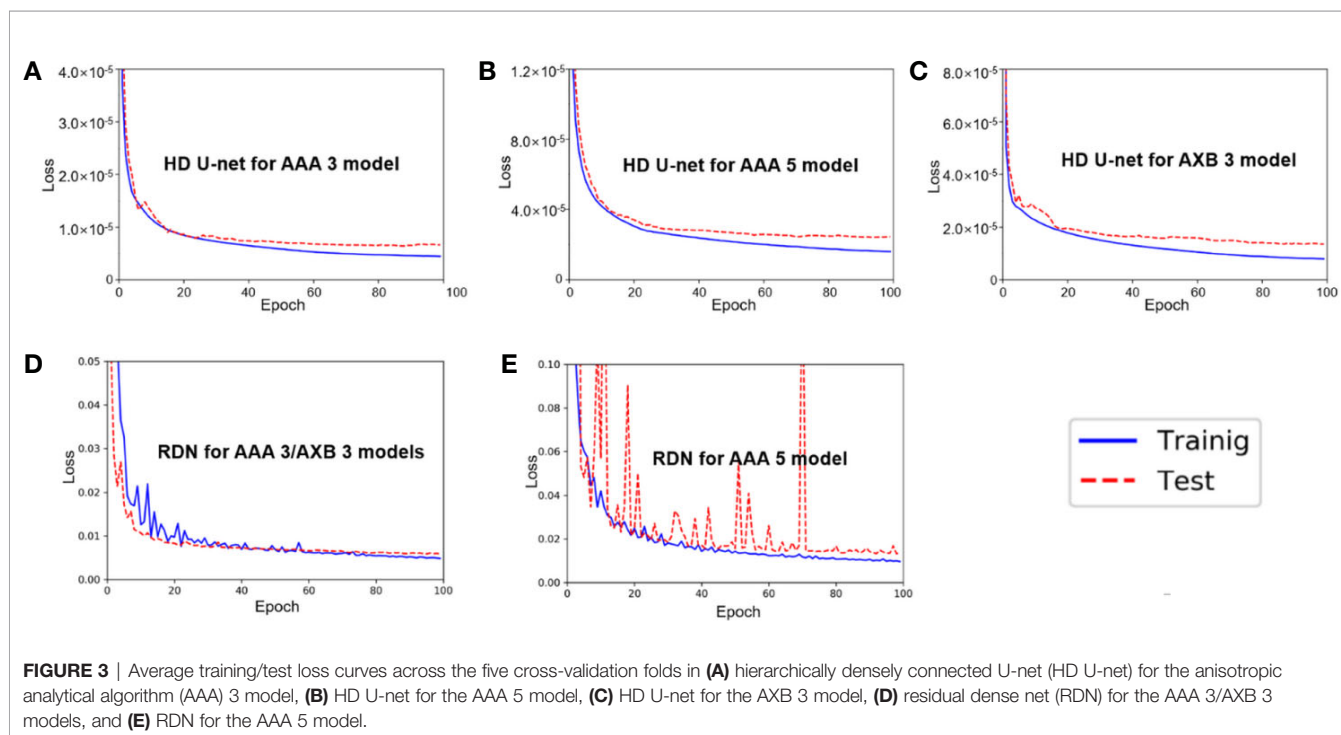 A
4.0×10⁻⁵
3.0×10⁻⁵
2.0×10⁻⁵
1.0×10⁻⁵
0
Loss
HD U-net for AAA 3 model
0 20 40 60 80 100
Epoch
B
1.2×10⁻⁵
8.0×10⁻⁵
4.0×10⁻⁵
0
Loss
HD U-net for AAA 5 model
0 20 40 60 80 100
Epoch
C
8.0×10⁻⁵
6.0×10⁻⁵
4.0×10⁻⁵
2.0×10⁻⁵
0
Loss
HD U-net for AXB 3 model
0 20 40 60 80 100
Epoch
D
0.05
0.04
0.03
0.02
0.01
0.00
Loss
RDN for AAA 3/AXB 3 models
0 20 40 60 80 100
Epoch
E
0.10
0.08
0.06
0.04
0.02
0.00
Loss
RDN for AAA 5 model
0 20 40 60 80 100
Epoch
Trainig
Test
FIGURE 3 | Average training/test loss curves across the five cross-validation folds in (A) hierarchically densely connected U-net (HD U-net) for the anisotropic
analytical algorithm (AAA) 3 model, (B) HD U-net for the AAA 5 model, (C) HD U-net for the AXB 3 model, (D) residual dense net (RDN) for the AAA 3/AXB 3
models, and (E) RDN for the AAA 5 model.